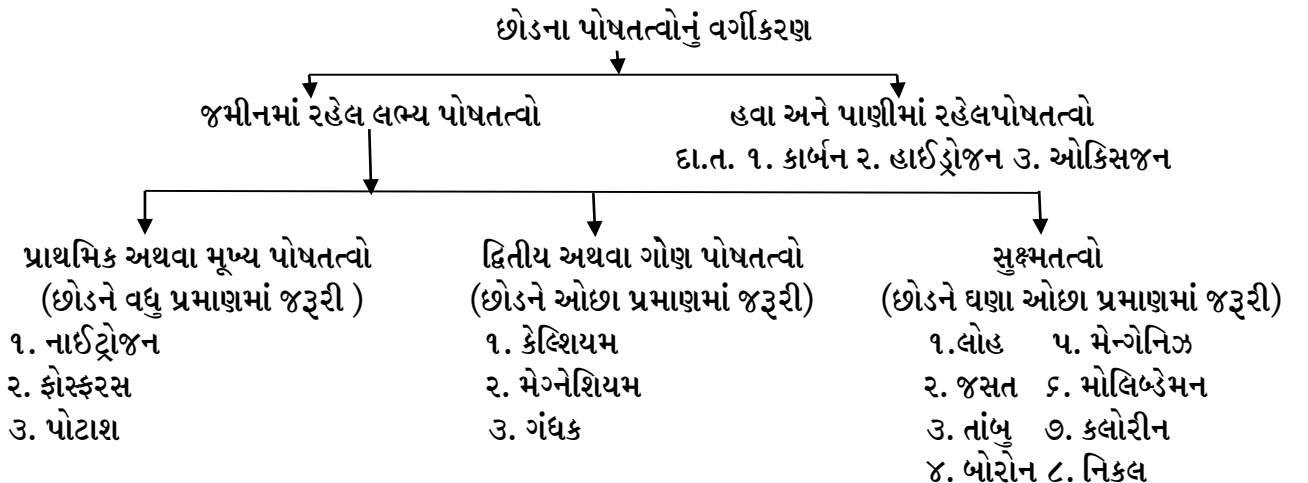 છોડના પોષતત્વોનું વર્ગીકરણ
જમીનમાં રહેલ લભ્ય પોષતત્વો
હવા અને પાણીમાં રહેલપોષતત્વો
દા.ત. ૧. કાર્બન ૨. હાઈડ્રોજન ૩. ઓકિસજન
પ્રાથમિક અથવા મૂખ્ય પોષતત્વો
(છોડને વધુ પ્રમાણમાં જરૂરી )
૧. નાઈટ્રોજન
૨. ફોસ્ફરસ
૩. પોટાશ
દ્વિતીય અથવા ગૌણ પોષતત્વો
(છોડને ઓછા પ્રમાણમાં જરૂરી)
૧. કેલ્શિયમ
૨. મેગ્નેશિયમ
૩. ગંધક
સુક્ષ્મતત્વો
(છોડને ઘણા ઓછા પ્રમાણમાં જરૂરી)
૧.લોહ ૫. મેન્ગેનિઝ
૨. જસત ૬. મોલિબ્ડેમન
૩. તાંબુ ૭. કલોરીન
૪. બોરોન ૮. નિકલ